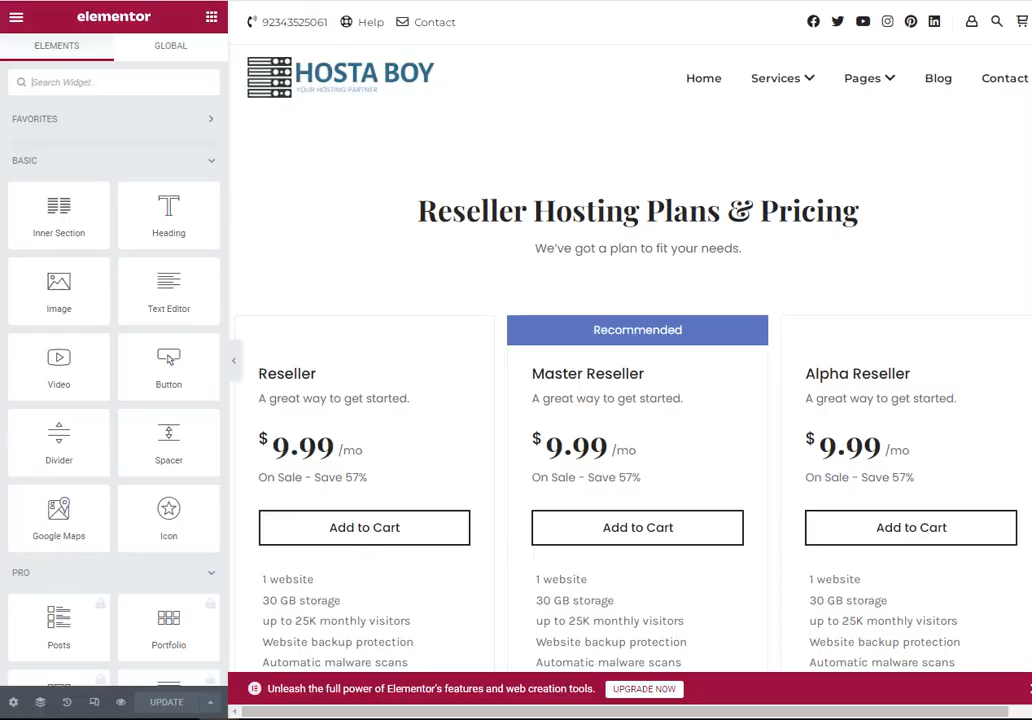 elementor
ELEMENTS GLOBAL
Search Widget...
FAVORITES
BASIC
Inner Section
Heading
Image
Text Editor
Video
Button
Divider
Spacer
Google Maps
Icon
PRO
Posts
Portfolio
UPDATE
92343525061 Help Contact
HOSTA BOY
YOUR HOSTING PARTNER
Home Services Pages Blog Contact
Reseller Hosting Plans & Pricing
We've got a plan to fit your needs.
Reseller
A great way to get started.
$ 9.99 /mo
On Sale - Save 57%
Add to Cart
1 website
30 GB storage
up to 25K monthly visitors
Website backup protection
Automatic malware scans
Recommended
Master Reseller
A great way to get started.
$ 9.99 /mo
On Sale - Save 57%
Add to Cart
1 website
30 GB storage
up to 25K monthly visitors
Website backup protection
Automatic malware scans
Alpha Reseller
A great way to get started.
$ 9.99 /mo
On Sale - Save 57%
Add to Cart
1 website
30 GB storage
up to 25K monthly visitors
Website backup protection
Automatic malware scans
Unleash the full power of Elementor's features and web creation tools. UPGRADE NOW